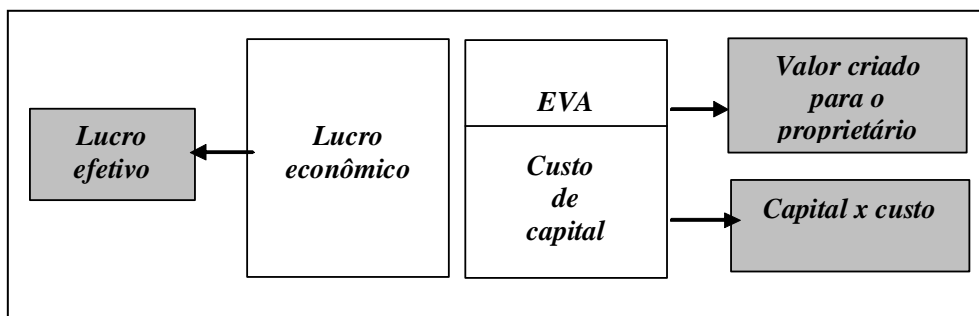 Lucro
efetivo
Lucro
econômico
EVA
Custo
de
capital
Valor criado
para o
proprietário
Capital x custo